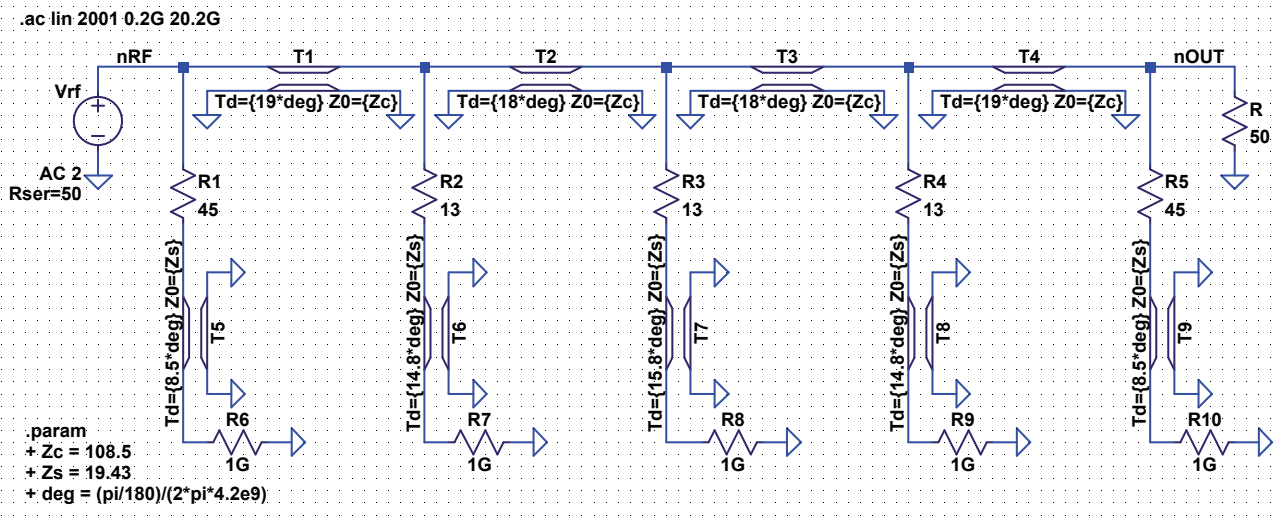 .ac lin 2001 0.2G 20.2G
nRF
T1
T2
T3
T4
nOUT
Vrf
Td={19*deg} Z0={Zc}
Td={18*deg} Z0={Zc}
Td={18*deg} Z0={Zc}
Td={19*deg} Z0={Zc}
R
50
AC 2
Rser=50
R1
45
R2
13
R3
13
R4
13
R5
45
Td={8.5*deg} Z0={Zs}
T5
Td={14.8*deg} Z0={Zs}
T6
Td={15.8*deg} Z0={Zs}
T7
Td={14.8*deg} Z0={Zs}
T8
Td={8.5*deg} Z0={Zs}
T9
R6
1G
R7
1G
R8
1G
R9
1G
R10
1G
.param
+ Zc = 108.5
+ Zs = 19.43
+ deg = (pi/180)/(2*pi*4.2e9)